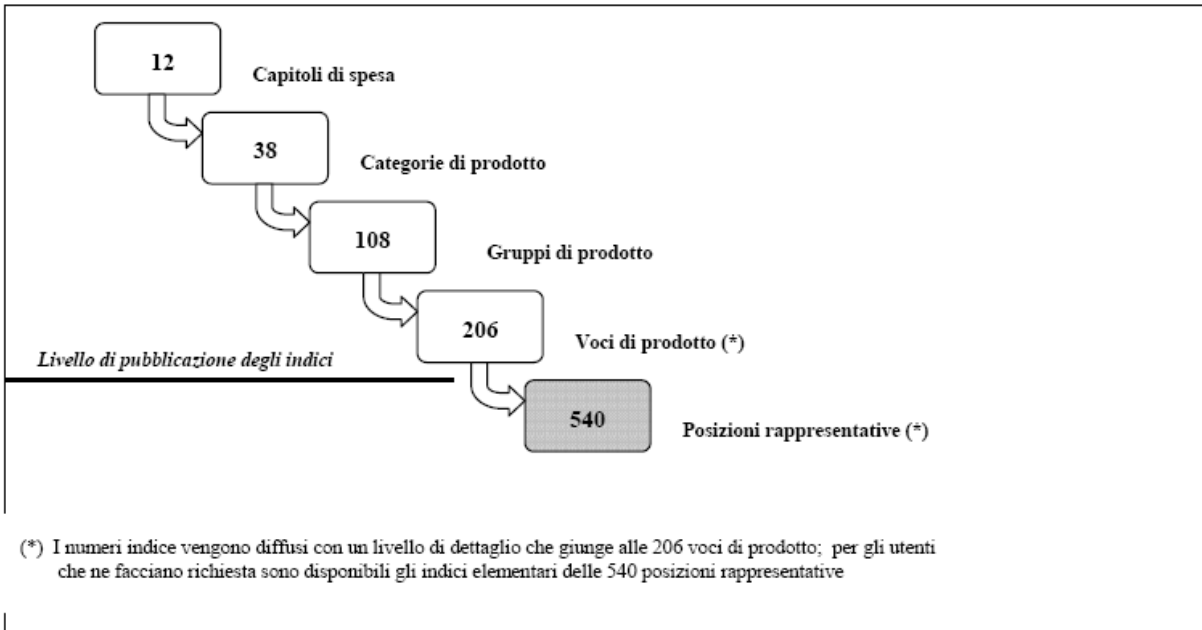 12
Capitoli di spesa
38
Categorie di prodotto
108
Gruppi di prodotto
206
Voci di prodotto (*)
Livello di pubblicazione degli indici
540
Posizioni rappresentative (*)
(*) I numeri indice vengono diffusi con un livello di dettaglio che giunge alle 206 voci di prodotto; per gli utenti
che ne facciano richiesta sono disponibili gli indici elementari delle 540 posizioni rappresentative